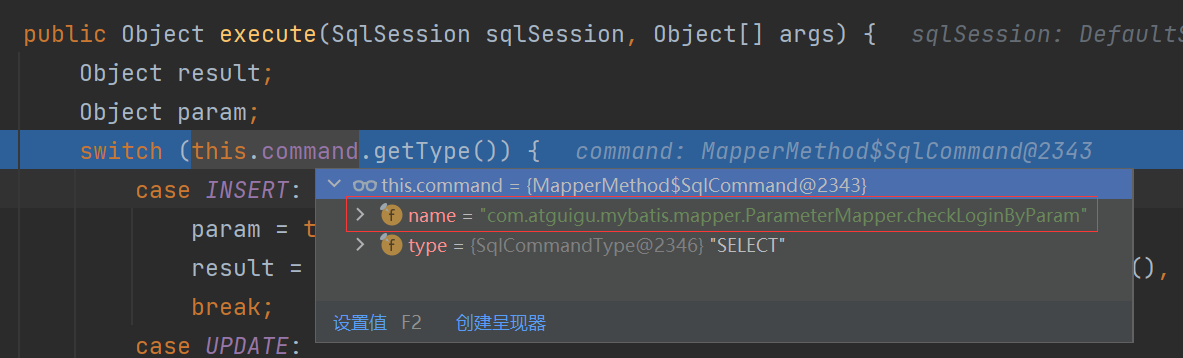 public Object execute(SqlSession sqlSession, Object[] args) { sqlSession: DefaultS
Object result;
Object param;
switch (this.command.getType()) { command: MapperMethod$SqlCommand@2343
case INSERT:
this.command = {MapperMethod$SqlCommand@2343}
f name = "com.atguigu.mybatis.mapper.ParameterMapper.checkLoginByParam"
param = t
f type = {SqlCommandType@2346} "SELECT"
result = (),
break;
设置值 F2 创建呈现器
case UPDATE: